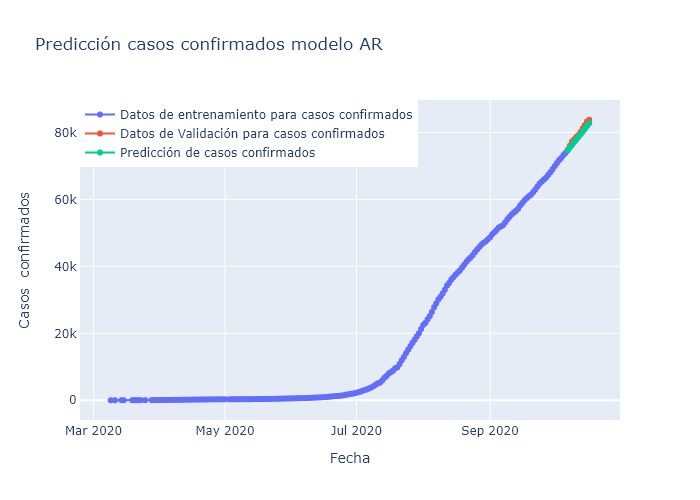 Predicción casos confirmados modelo AR
Datos de entrenamiento para casos confirmados
Datos de Validación para casos confirmados
Predicción de casos confirmados
80k
60k
40k
20k
0
Casos confirmados
Mar 2020 May 2020 Jul 2020 Sep 2020
Fecha